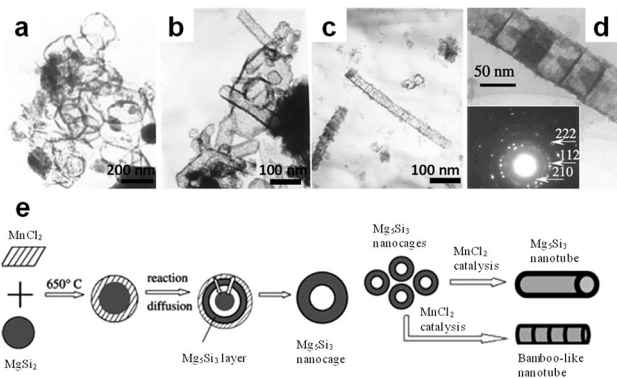 a
b
c
d
200 nm
100 nm
100 nm
50 nm
222
112
210
e
MnCl2
650° C
MgSi2
reaction
diffusion
Mg5Si3 layer
Mg5Si3
nanocage
Mg5Si3
nanocages
MnCl2
catalysis
MnCl2
catalysis
Mg5Si3
nanotube
Bamboo-like
nanotube